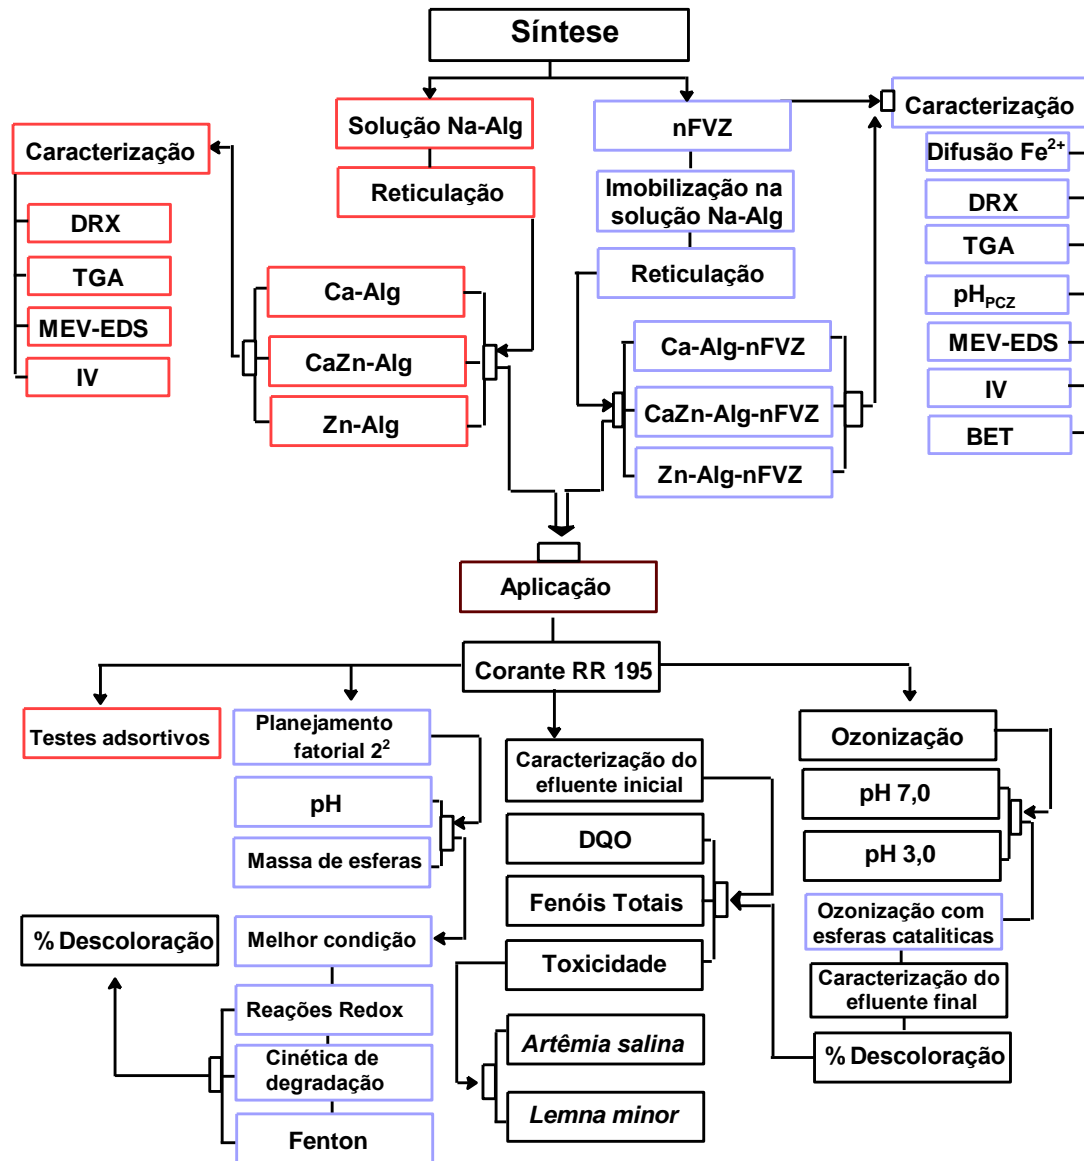 Síntese
Solução Na-Alg
Reticulação
nFVZ
Imobilização na
solução Na-Alg
Reticulação
Caracterização
DRX
TGA
MEV-EDS
IV
Ca-Alg
CaZn-Alg
Zn-Alg
Ca-Alg-nFVZ
CaZn-Alg-nFVZ
Zn-Alg-nFVZ
Caracterização
Difusão Fe²⁺
DRX
TGA
pH_PCZ
MEV-EDS
IV
BET
Aplicação
Corante RR 195
Testes adsortivos
Planejamento
fatorial 2²
pH
Massa de esferas
Melhor condição
Reações Redox
Cinética de
degradação
Fenton
% Descoloração
Caracterização do
efluente inicial
DQO
Fenóis Totais
Toxicidade
Artêmia salina
Lemna minor
Ozonização
pH 7,0
pH 3,0
Ozonização com
esferas cataliticas
Caracterização do
efluente final
% Descoloração